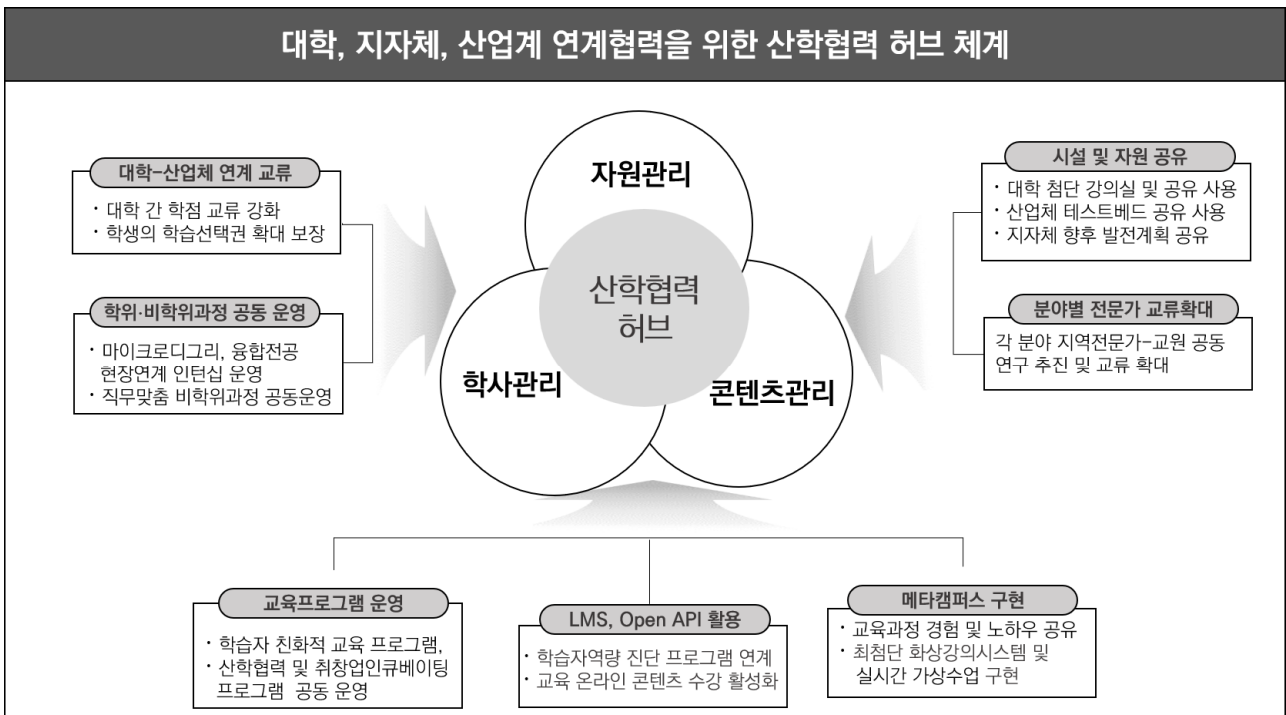 대학, 지자체, 산업계 연계협력을 위한 산학협력 허브 체계
대학-산업체 연계 교류
· 대학 간 학점 교류 강화
· 학생의 학습선택권 확대 보장
학위·비학위과정 공동 운영
· 마이크로디그리, 융합전공
현장연계 인턴십 운영
· 직무맞춤 비학위과정 공동운영
자원관리
산학협력
허브
학사관리
콘텐츠관리
시설 및 자원 공유
· 대학 첨단 강의실 및 공유 사용
· 산업체 테스트베드 공유 사용
· 지자체 향후 발전계획 공유
분야별 전문가 교류확대
각 분야 지역전문가-교원 공동
연구 추진 및 교류 확대
교육프로그램 운영
· 학습자 친화적 교육 프로그램,
· 산학협력 및 취창업인큐베이팅
프로그램 공동 운영
LMS, Open API 활용
· 학습자역량 진단 프로그램 연계
· 교육 온라인 콘텐츠 수강 활성화
메타캠퍼스 구현
· 교육과정 경험 및 노하우 공유
· 최첨단 화상강의시스템 및
실시간 가상수업 구현